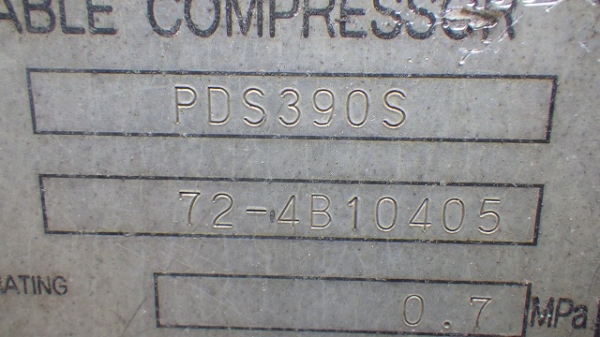 ABLE COMPRESSOR
PDS390S
72-4B10405
ATING 0.7 MPa